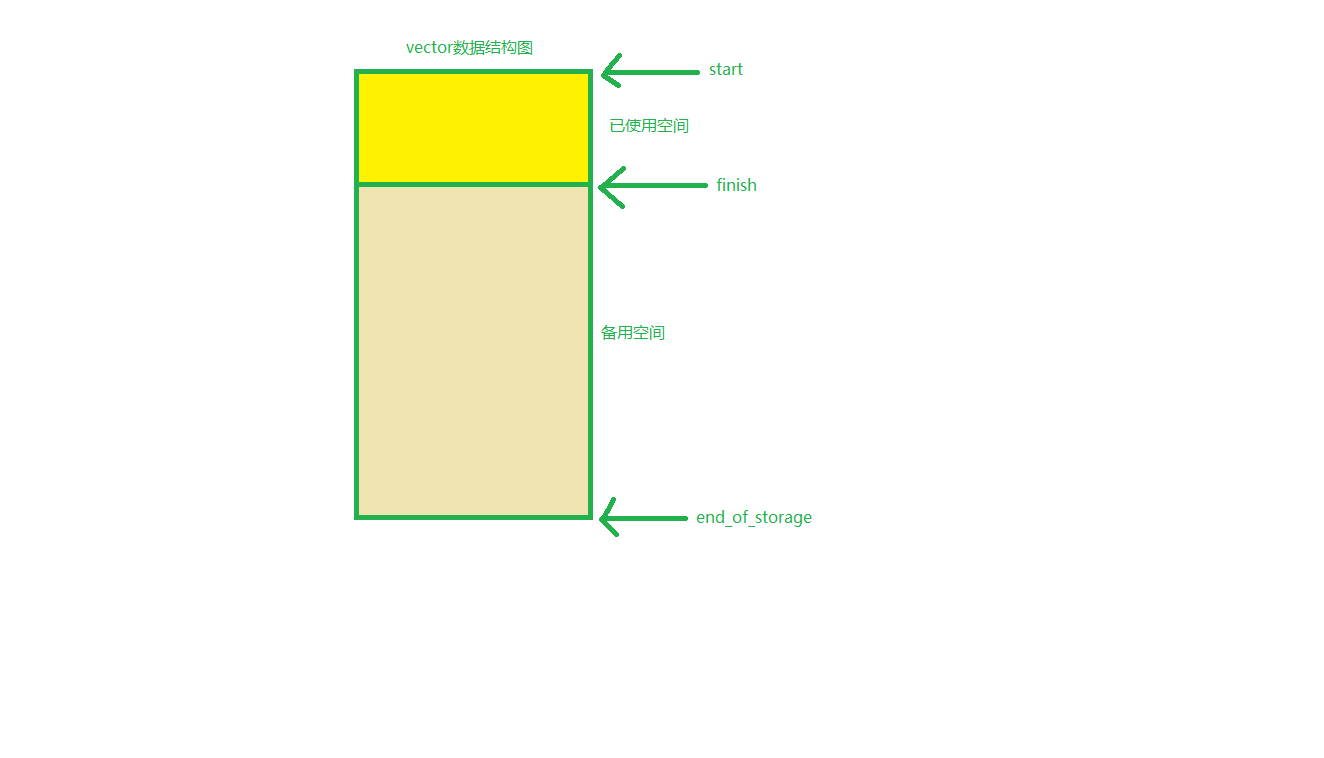 vector数据结构图
start
已使用空间
finish
备用空间
end_of_storage